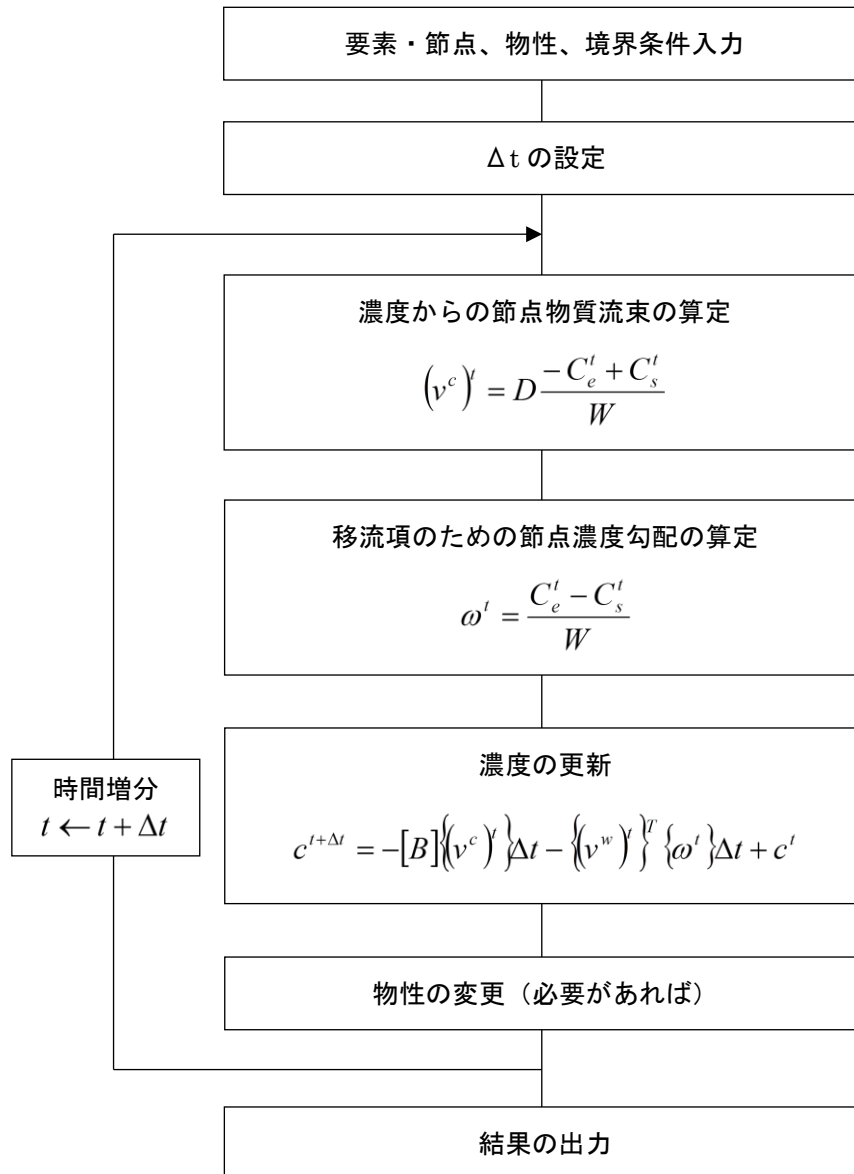 要素・節点、物性、境界条件入力
Δt の設定
濃度からの節点物質流束の算定
(v^c)^t = D \frac{-C_e^t + C_s^t}{W}
移流項のための節点濃度勾配の算定
ω^t = \frac{C_e^t - C_s^t}{W}
濃度の更新
c^{t+Δt} = -[B]{(v^c)^t}Δt - {(v^w)^t}^T {ω^t}Δt + c^t
時間増分
t ← t + Δt
物性の変更（必要があれば）
結果の出力